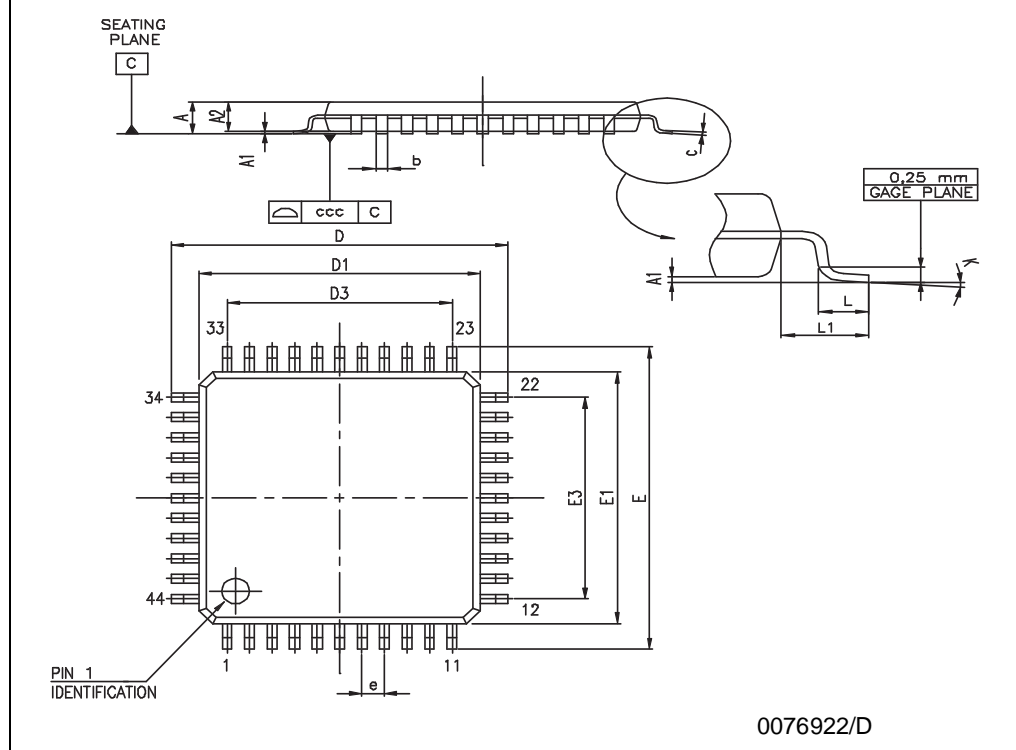 SEATING
PLANE
C
A
A2
A1
b
c
ccc
C
0,25 mm
GAGE PLANE
A1
K
L
L1
D
D1
D3
33
23
34
22
E3
E1
E
44
12
1
11
e
PIN 1
IDENTIFICATION
0076922/D